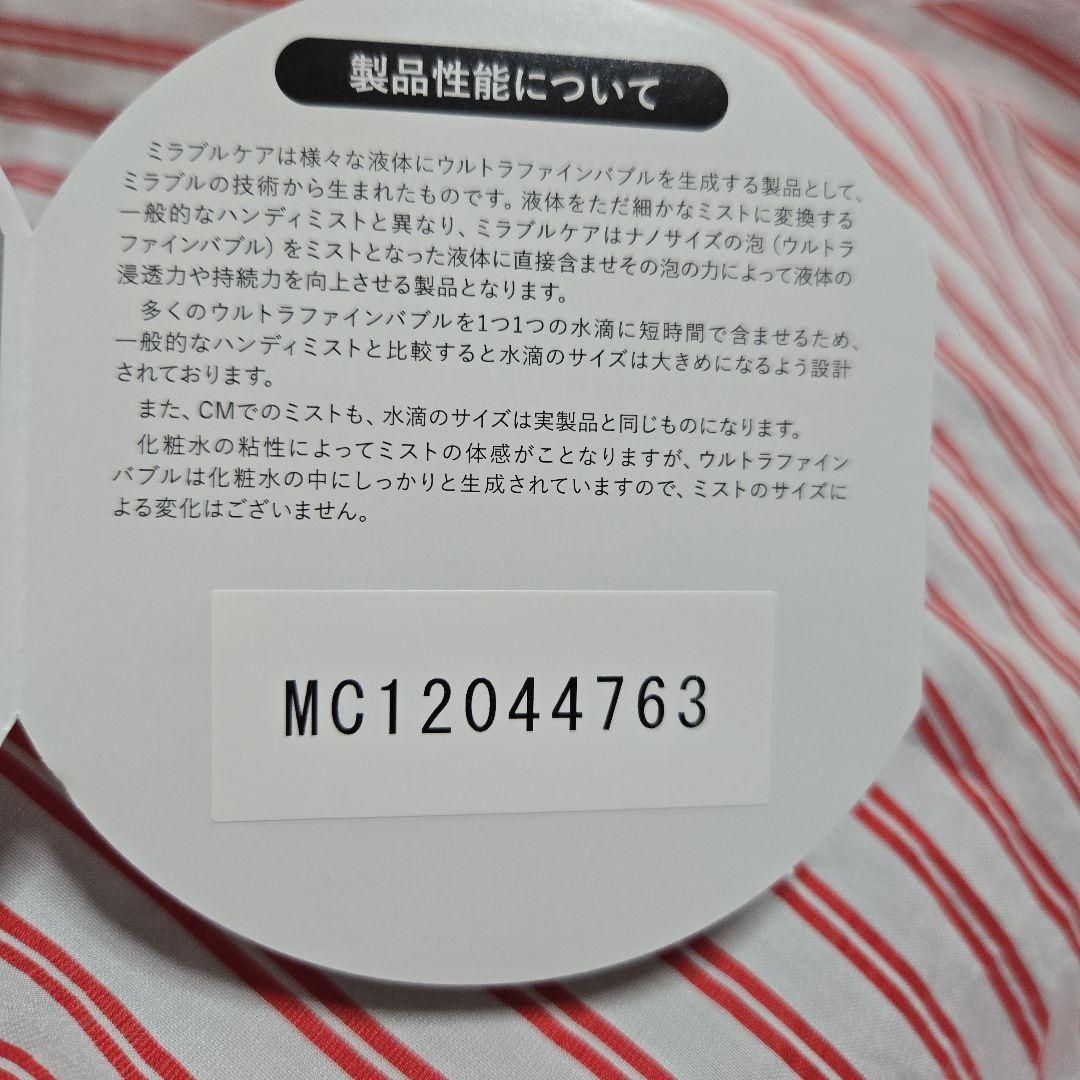 製品性能について
ミラブルケアは様々な液体にウルトラファインバブルを生成する製品として、
ミラブルの技術から生まれたものです。液体をただ細かなミストに変換する
一般的なハンディミストと異なり、ミラブルケアはナノサイズの泡（ウルトラ
ファインバブル）をミストとなった液体に直接含ませその泡の力によって液体の
浸透力や持続力を向上させる製品となります。
多くのウルトラファインバブルを1つ1つの水滴に短時間で含ませるため、
一般的なハンディミストと比較すると水滴のサイズは大きめになるよう設計
されております。
また、CMでのミストも、水滴のサイズは実製品と同じものになります。
化粧水の粘性によってミストの体感がことなりますが、ウルトラファイン
バブルは化粧水の中にしっかりと生成されていますので、ミストのサイズに
よる変化はございません。
MC12044763